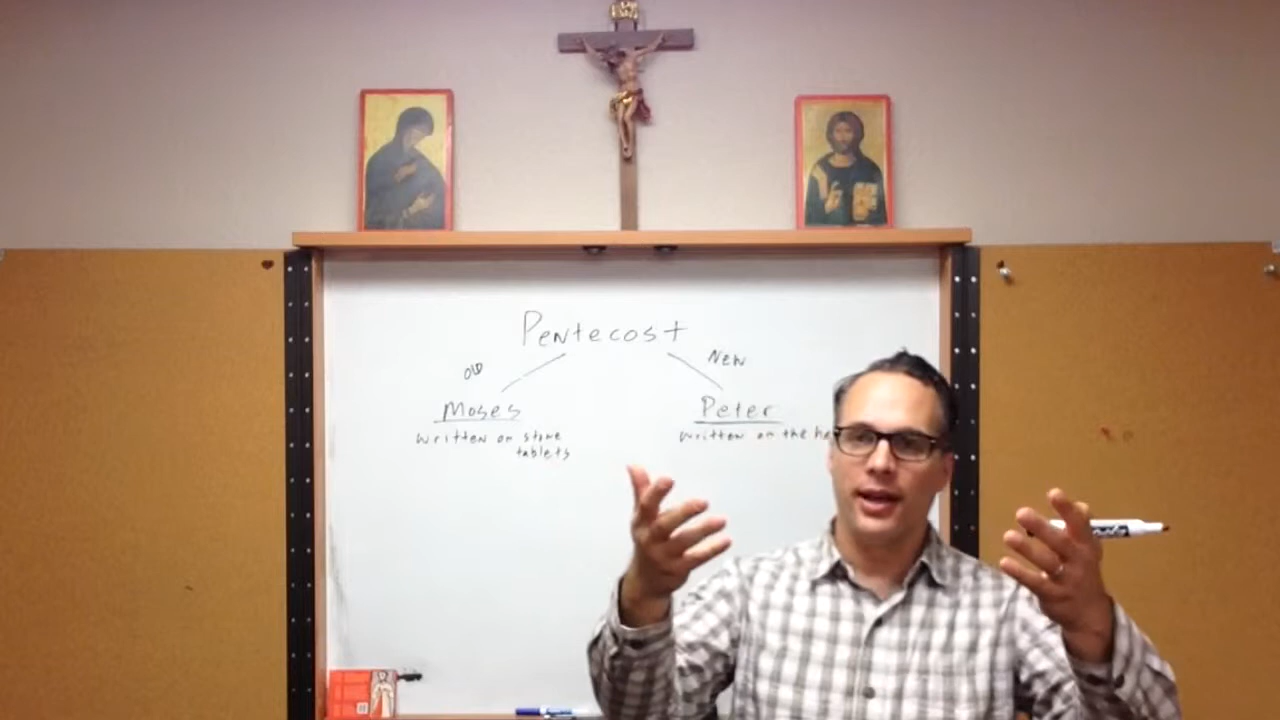 Pentecost
Old
New
Moses
Peter
written on stone
tablets
written on the